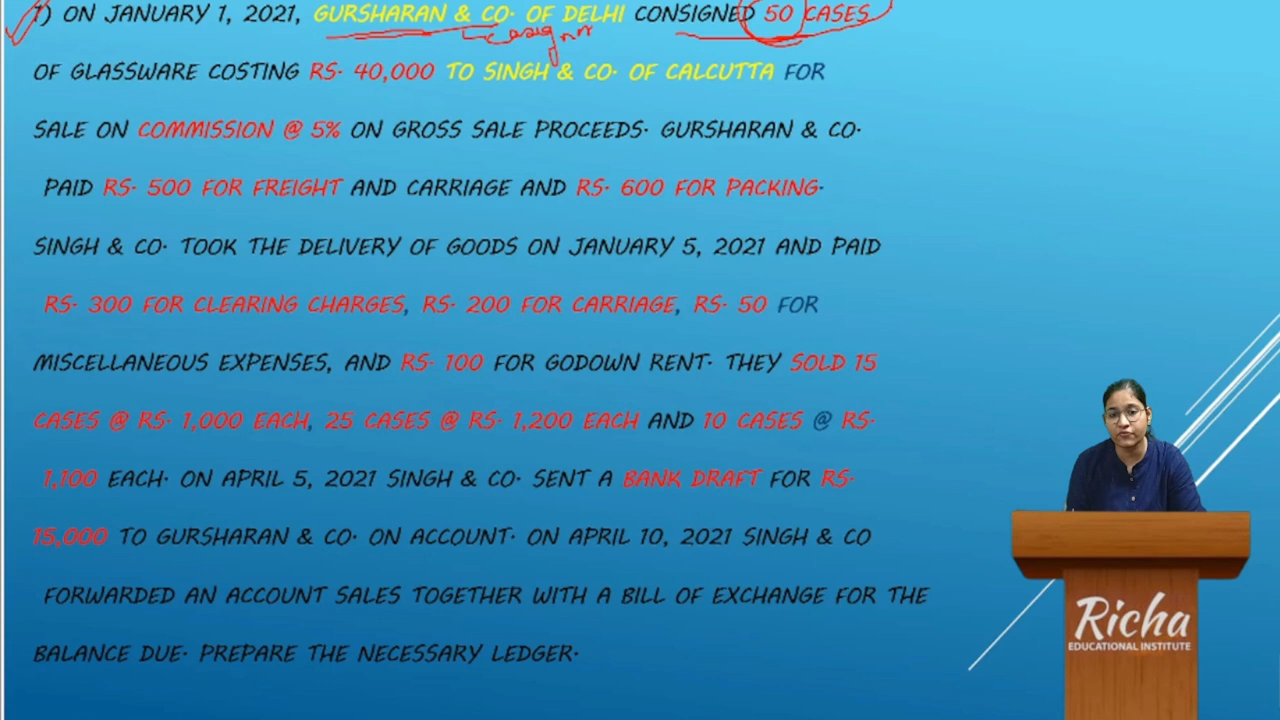 1) ON JANUARY 1, 2021, GURSHARAN & CO. OF DELHI CONSIGNED 50 CASES
OF GLASSWARE COSTING RS. 40,000 TO SINGH & CO. OF CALCUTTA FOR
SALE ON COMMISSION @ 5% ON GROSS SALE PROCEEDS. GURSHARAN & CO.
PAID RS. 500 FOR FREIGHT AND CARRIAGE AND RS. 600 FOR PACKING.
SINGH & CO. TOOK THE DELIVERY OF GOODS ON JANUARY 5, 2021 AND PAID
RS. 300 FOR CLEARING CHARGES, RS. 200 FOR CARRIAGE, RS. 50 FOR
MISCELLANEOUS EXPENSES, AND RS. 100 FOR GODOWN RENT. THEY SOLD 15
CASES @ RS. 1,000 EACH, 25 CASES @ RS. 1,200 EACH AND 10 CASES @ RS.
1,100 EACH. ON APRIL 5, 2021 SINGH & CO. SENT A BANK DRAFT FOR RS.
15,000 TO GURSHARAN & CO. ON ACCOUNT. ON APRIL 10, 2021 SINGH & CO
FORWARDED AN ACCOUNT SALES TOGETHER WITH A BILL OF EXCHANGE FOR THE
BALANCE DUE. PREPARE THE NECESSARY LEDGER.
Richa
EDUCATIONAL INSTITUTE